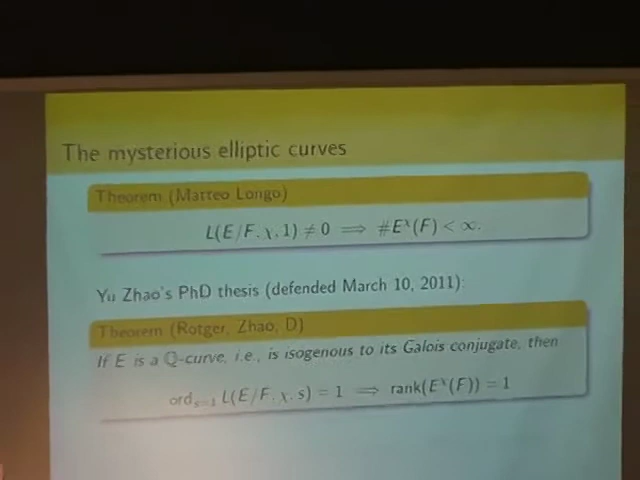 The mysterious elliptic curves
Theorem (Matteo Longo)
L(E/F, χ, 1) ≠ 0 ⟹ #E^χ(F) < ∞.
Yu Zhao's PhD thesis (defended March 10, 2011):
Theorem (Rotger, Zhao, D)
If E is a ℚ-curve, i.e., is isogenous to its Galois conjugate, then
ord_{s=1} L(E/F, χ, s) = 1 ⟹ rank(E^χ(F)) = 1